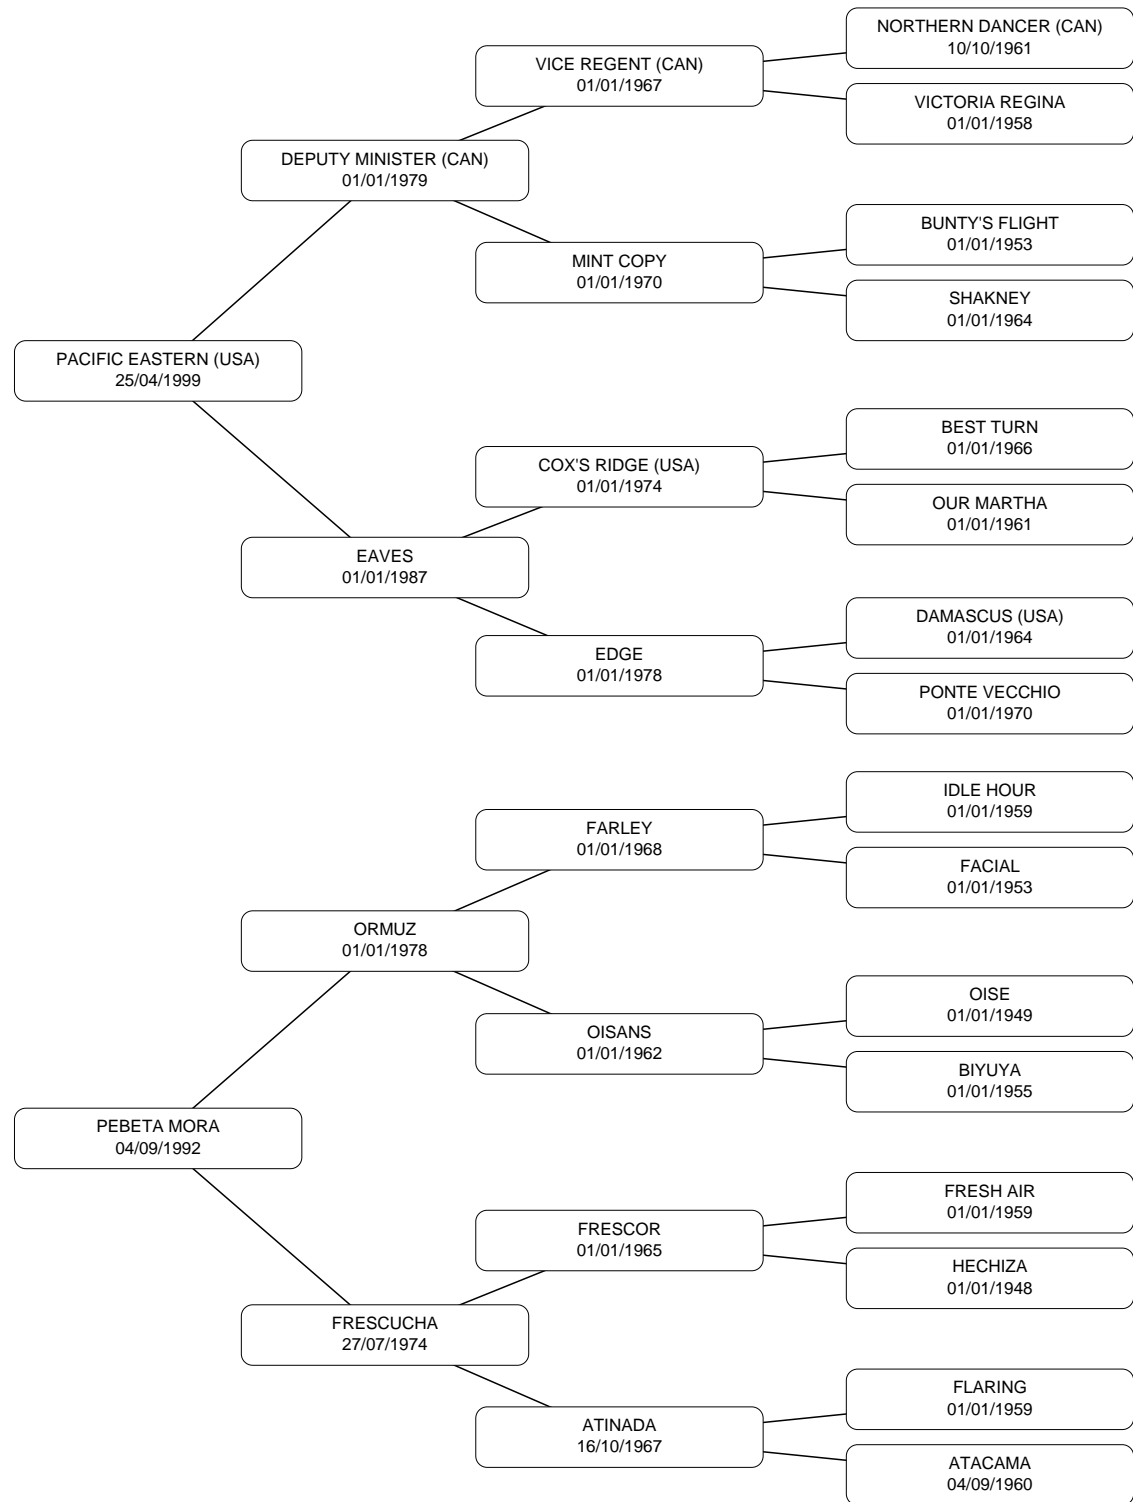 NORTHERN DANCER (CAN)
10/10/1961
VICE REGENT (CAN)
01/01/1967
VICTORIA REGINA
01/01/1958
DEPUTY MINISTER (CAN)
01/01/1979
BUNTY'S FLIGHT
01/01/1953
MINT COPY
01/01/1970
SHAKNEY
01/01/1964
PACIFIC EASTERN (USA)
25/04/1999
BEST TURN
01/01/1966
COX'S RIDGE (USA)
01/01/1974
OUR MARTHA
01/01/1961
EAVES
01/01/1987
DAMASCUS (USA)
01/01/1964
EDGE
01/01/1978
PONTE VECCHIO
01/01/1970
IDLE HOUR
01/01/1959
FARLEY
01/01/1968
FACIAL
01/01/1953
ORMUZ
01/01/1978
OISE
01/01/1949
OISANS
01/01/1962
BIYUYA
01/01/1955
PEBETA MORA
04/09/1992
FRESH AIR
01/01/1959
FRESCOR
01/01/1965
HECHIZA
01/01/1948
FRESCUCHA
27/07/1974
FLARING
01/01/1959
ATINADA
16/10/1967
ATACAMA
04/09/1960